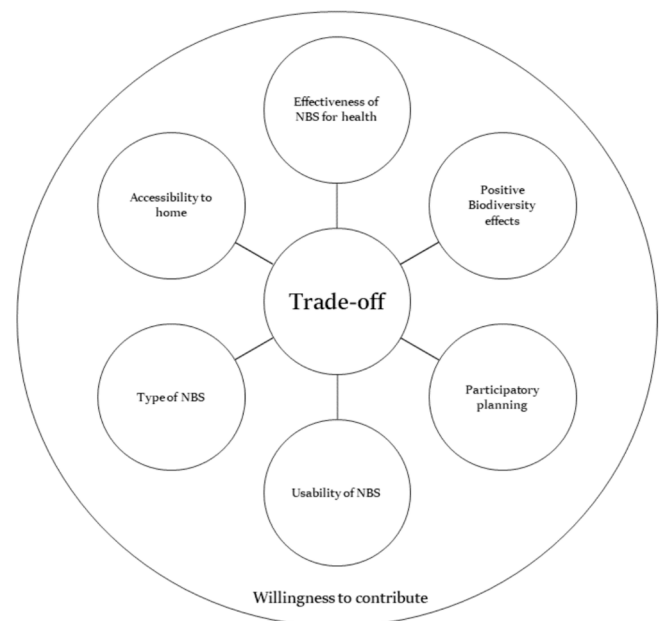 Effectiveness of
NBS for health
Accessibility to
home
Positive
Biodiversity
effects
Trade-off
Type of NBS
Participatory
planning
Usability of NBS
Willingness to contribute